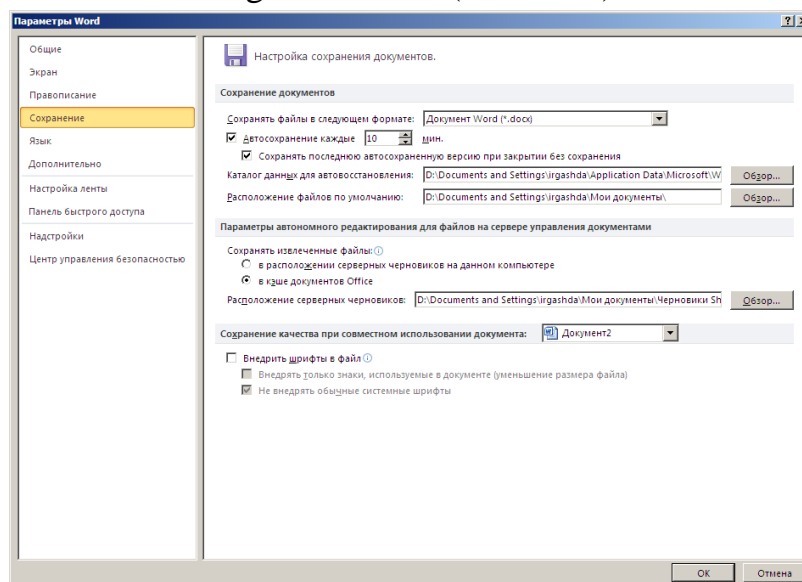 Параметры Word
Общие
Экран
Правописание
Сохранение
Язык
Дополнительно
Настройка ленты
Панель быстрого доступа
Надстройки
Центр управления безопасностью
Настройка сохранения документов.
Сохранение документов
Сохранять файлы в следующем формате: Документ Word (*.docx)
Автосохранение каждые 10 мин.
Сохранять последнюю автосохраненную версию при закрытии без сохранения
Каталог данных для автовосстановления: D:\Documents and Settings\irgashda\Application Data\Microsoft\W Обзор...
Расположение файлов по умолчанию: D:\Documents and Settings\irgashda\Мои документы\ Обзор...
Параметры автономного редактирования для файлов на сервере управления документами
Сохранять извлеченные файлы:
в расположении серверных черновиков на данном компьютере
в кэше документов Office
Расположение серверных черновиков: D:\Documents and Settings\irgashda\Мои документы\Черновики Sh Обзор...
Сохранение качества при совместном использовании документа: Документ2
Внедрить шрифты в файл
Внедрять только знаки, используемые в документе (уменьшение размера файла)
Не внедрять обычные системные шрифты
ОК Отмена